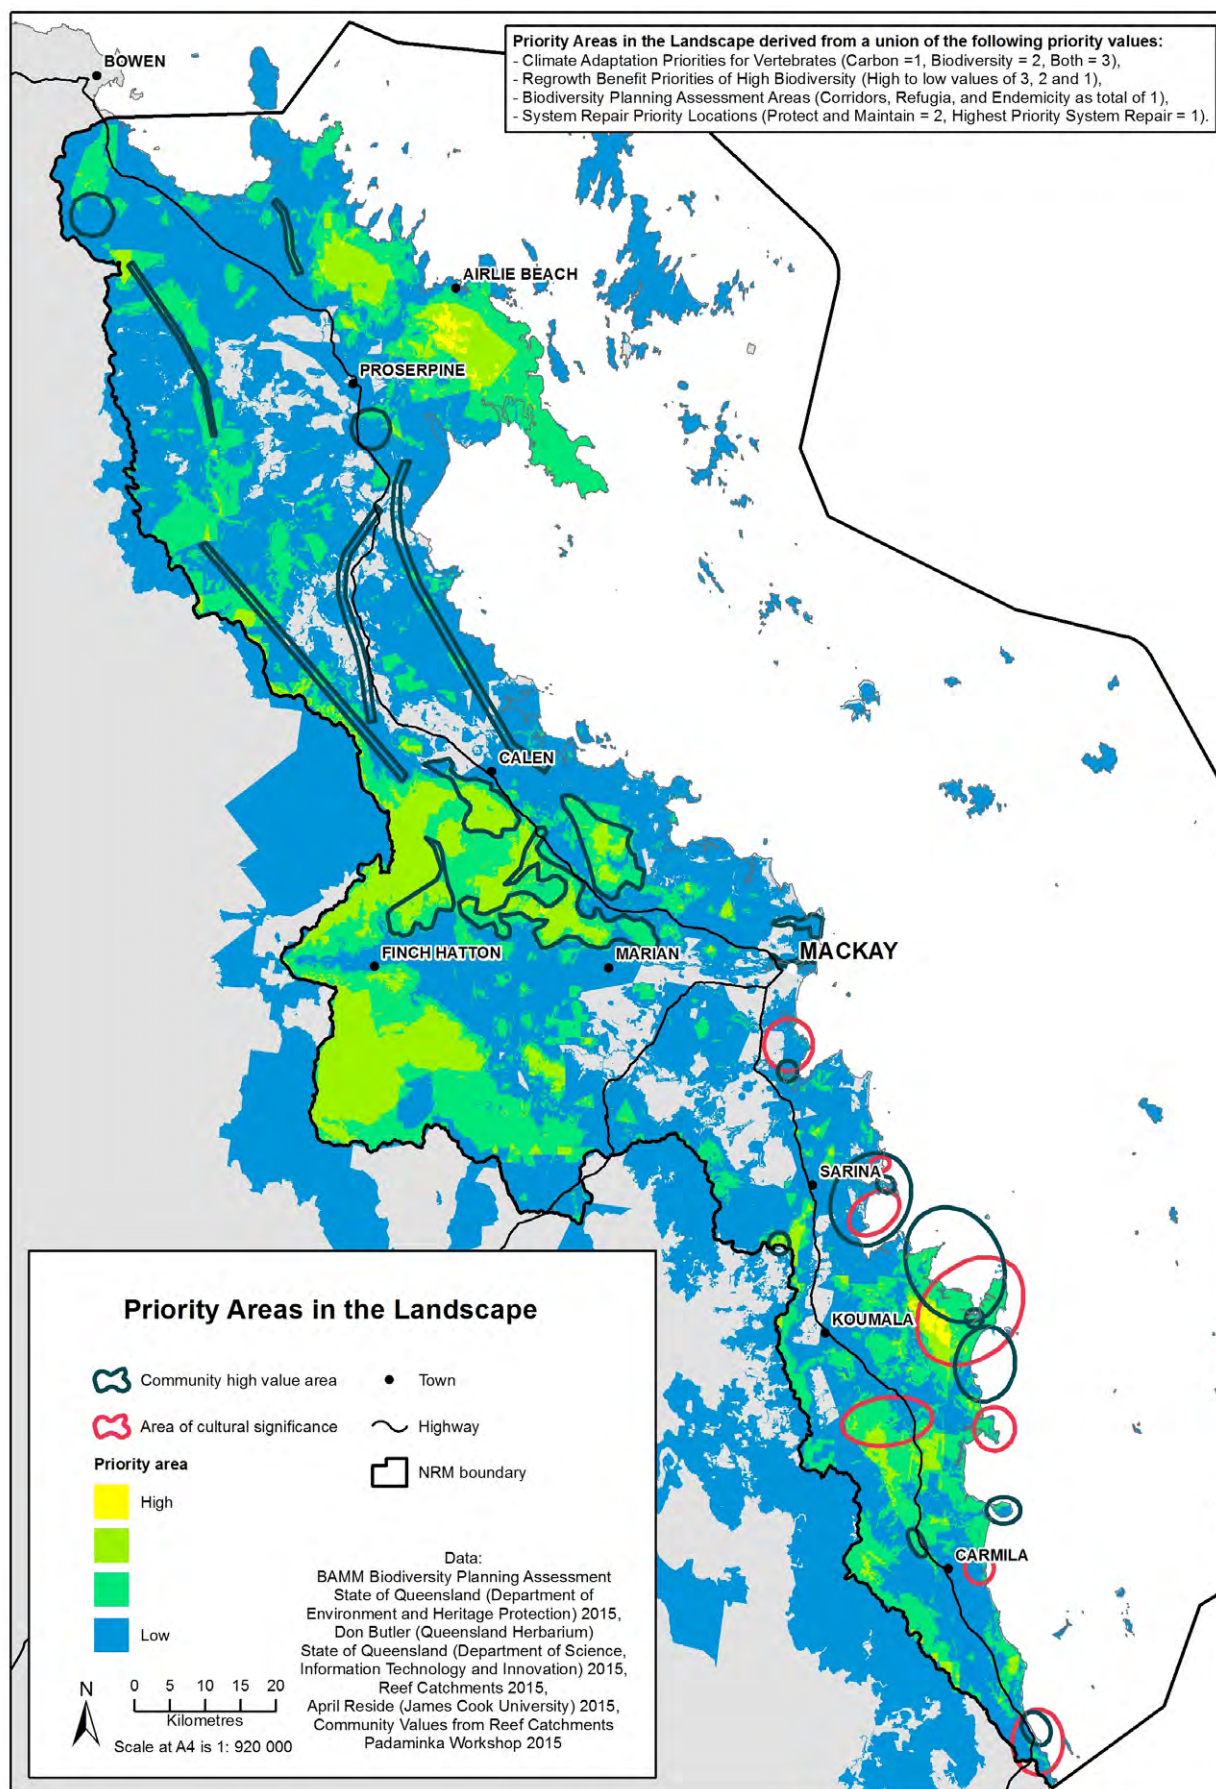 Priority Areas in the Landscape derived from a union of the following priority values:
- Climate Adaptation Priorities for Vertebrates (Carbon =1, Biodiversity = 2, Both = 3),
- Regrowth Benefit Priorities of High Biodiversity (High to low values of 3, 2 and 1),
- Biodiversity Planning Assessment Areas (Corridors, Refugia, and Endemicity as total of 1),
- System Repair Priority Locations (Protect and Maintain = 2, Highest Priority System Repair = 1).
BOWEN
AIRLIE BEACH
PROSERPINE
CALEN
FINCH HATTON
MARIAN
MACKAY
SARINA
KOUMALA
CARMILA
Priority Areas in the Landscape
Community high value area
Town
Area of cultural significance
Highway
Priority area
NRM boundary
High
Low
Data:
BAMM Biodiversity Planning Assessment
State of Queensland (Department of
Environment and Heritage Protection) 2015,
Don Butler (Queensland Herbarium)
State of Queensland (Department of Science,
Information Technology and Innovation) 2015,
Reef Catchments 2015,
April Reside (James Cook University) 2015,
Community Values from Reef Catchments
Padaminka Workshop 2015
N
0 5 10 15 20
Kilometres
Scale at A4 is 1: 920 000